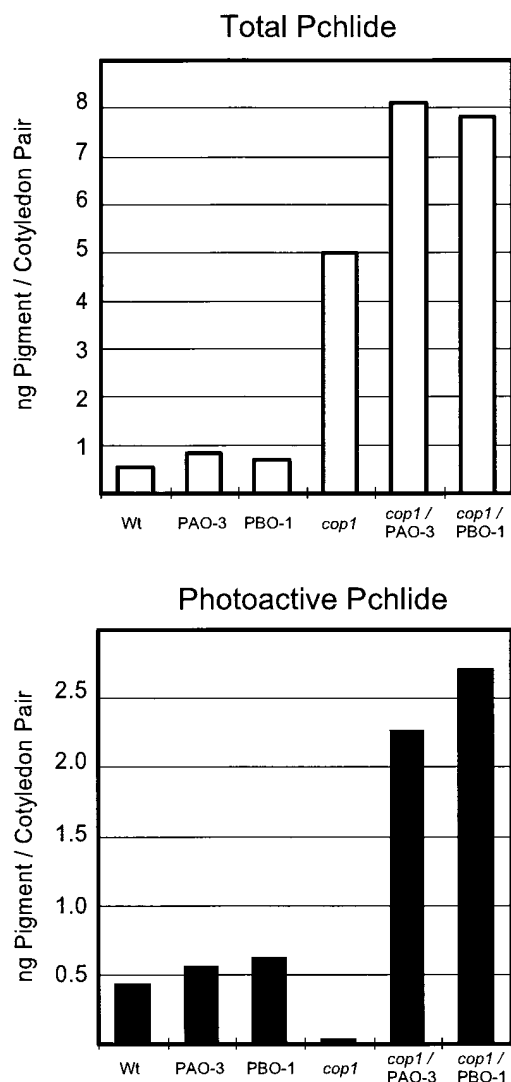 Total Pchlide
ng Pigment / Cotyledon Pair
8
7
6
5
4
3
2
1
Wt
PAO-3
PBO-1
cop1
cop1 /
PAO-3
cop1 /
PBO-1
Photoactive Pchlide
ng Pigment / Cotyledon Pair
2.5
2.0
1.5
1.0
0.5
Wt
PAO-3
PBO-1
cop1
cop1 /
PAO-3
cop1 /
PBO-1